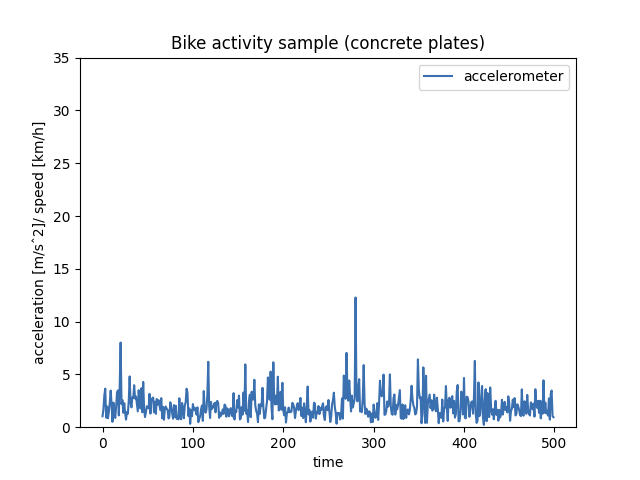 Bike activity sample (concrete plates)
accelerometer
acceleration [m/sˆ2]/ speed [km/h]
35
30
25
20
15
10
5
0
0 100 200 300 400 500
time